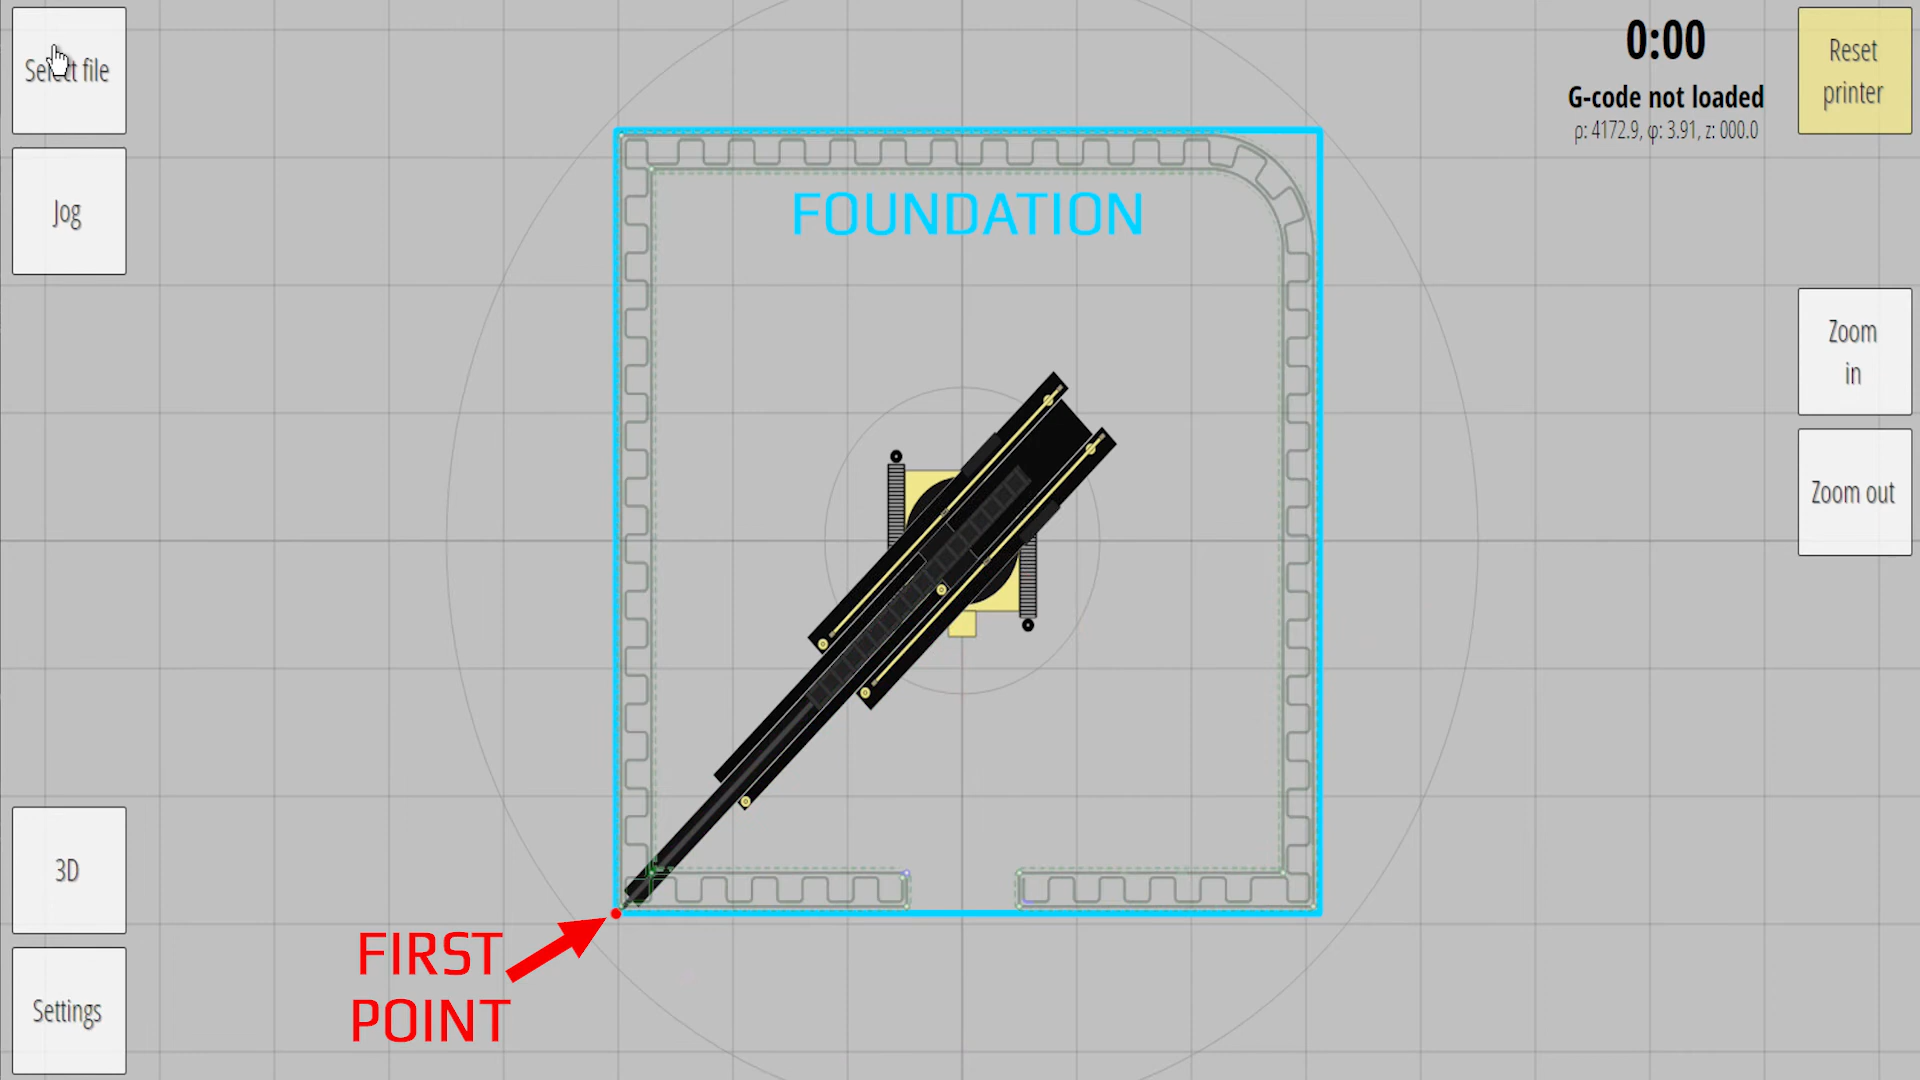 Select file
Jog
3D
Settings
FOUNDATION
FIRST
POINT
0:00
G-code not loaded
ρ: 4172.9, φ: 3.91, z: 000.0
Reset
printer
Zoom
in
Zoom out